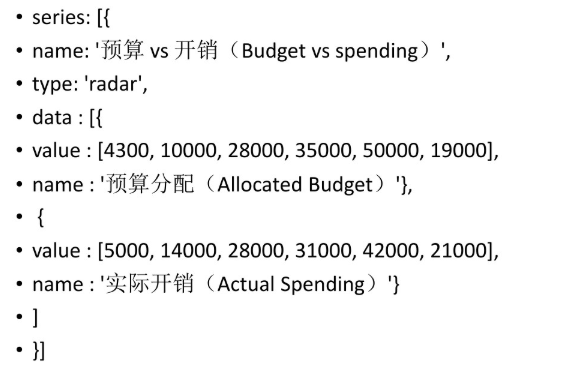 • series: [{
• name: '预算 vs 开销（Budget vs spending）',
• type: 'radar',
• data : [{
• value : [4300, 10000, 28000, 35000, 50000, 19000],
• name : '预算分配（Allocated Budget）'},
• {
• value : [5000, 14000, 28000, 31000, 42000, 21000],
• name : '实际开销（Actual Spending）'}
• ]
• }]